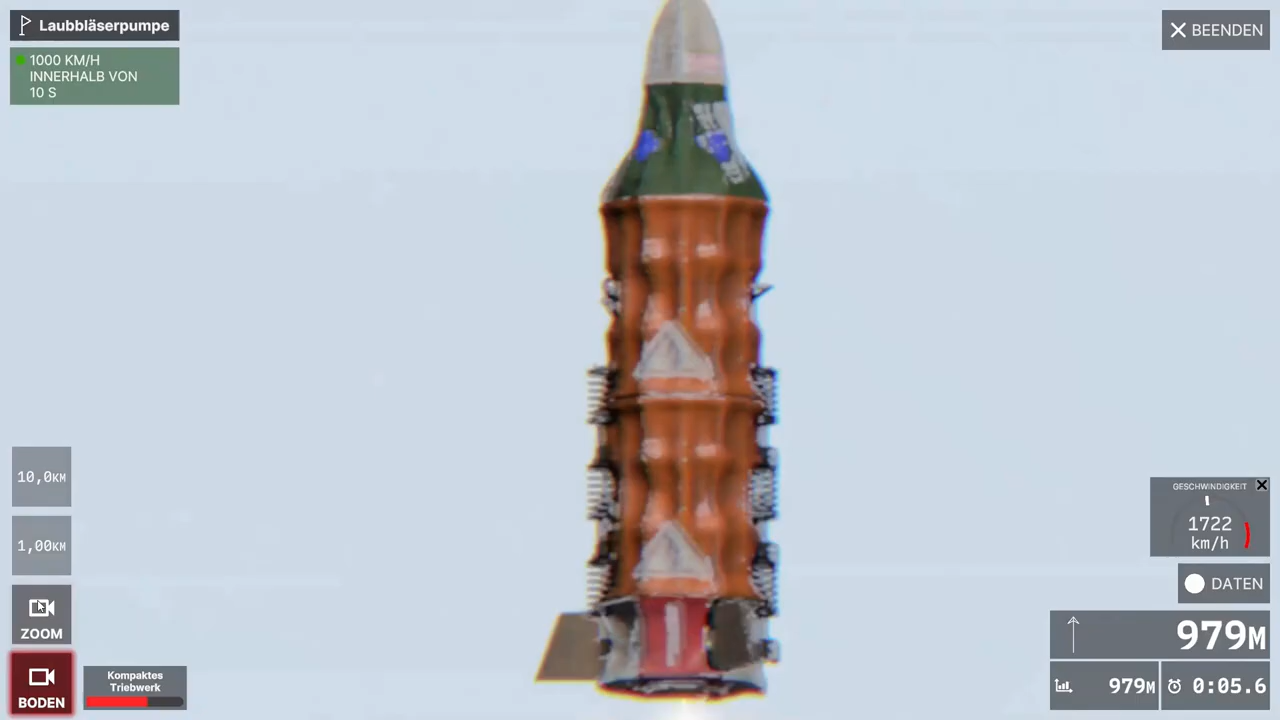 Laubbläserpumpe
1000 KM/H
INNERHALB VON
10 S
BEENDEN
10,0KM
1,00KM
ZOOM
BODEN
Kompaktes
Triebwerk
GESCHWINDIGKEIT
1722
km/h
DATEN
979M
979M
0:05.6